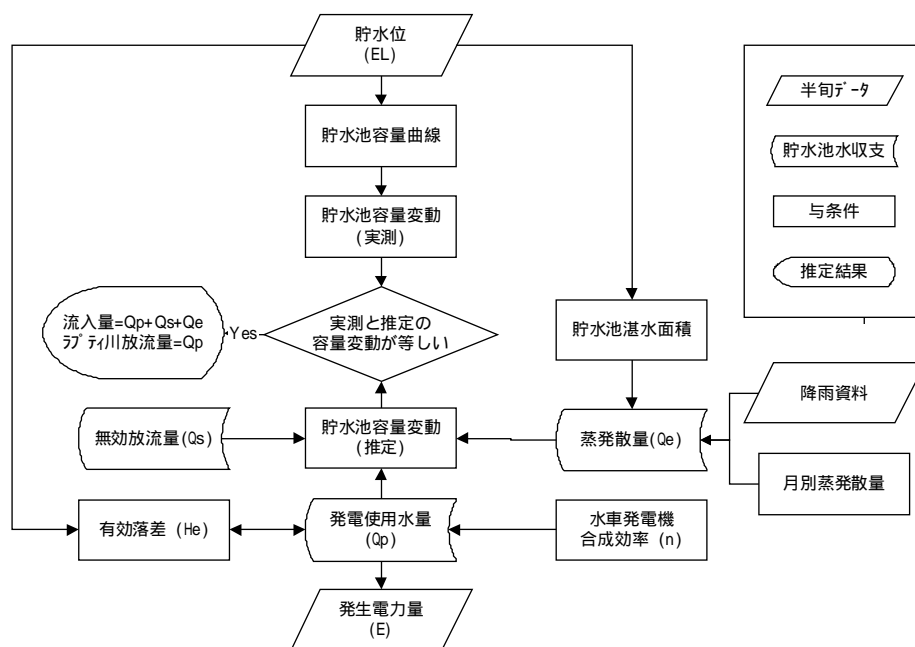 貯水位
(EL)
半旬ﾃﾞｰﾀ
貯水池容量曲線
貯水池水収支
貯水池容量変動
(実測)
与条件
推定結果
流入量=Qp+Qs+Qe
ﾗﾌﾟﾃｨ川放流量=Qp
Yes
実測と推定の
容量変動が等しい
貯水池湛水面積
降雨資料
無効放流量(Qs)
貯水池容量変動
(推定)
蒸発散量(Qe)
月別蒸発散量
有効落差 (He)
発電使用水量
(Qp)
水車発電機
合成効率 (n)
発生電力量
(E)